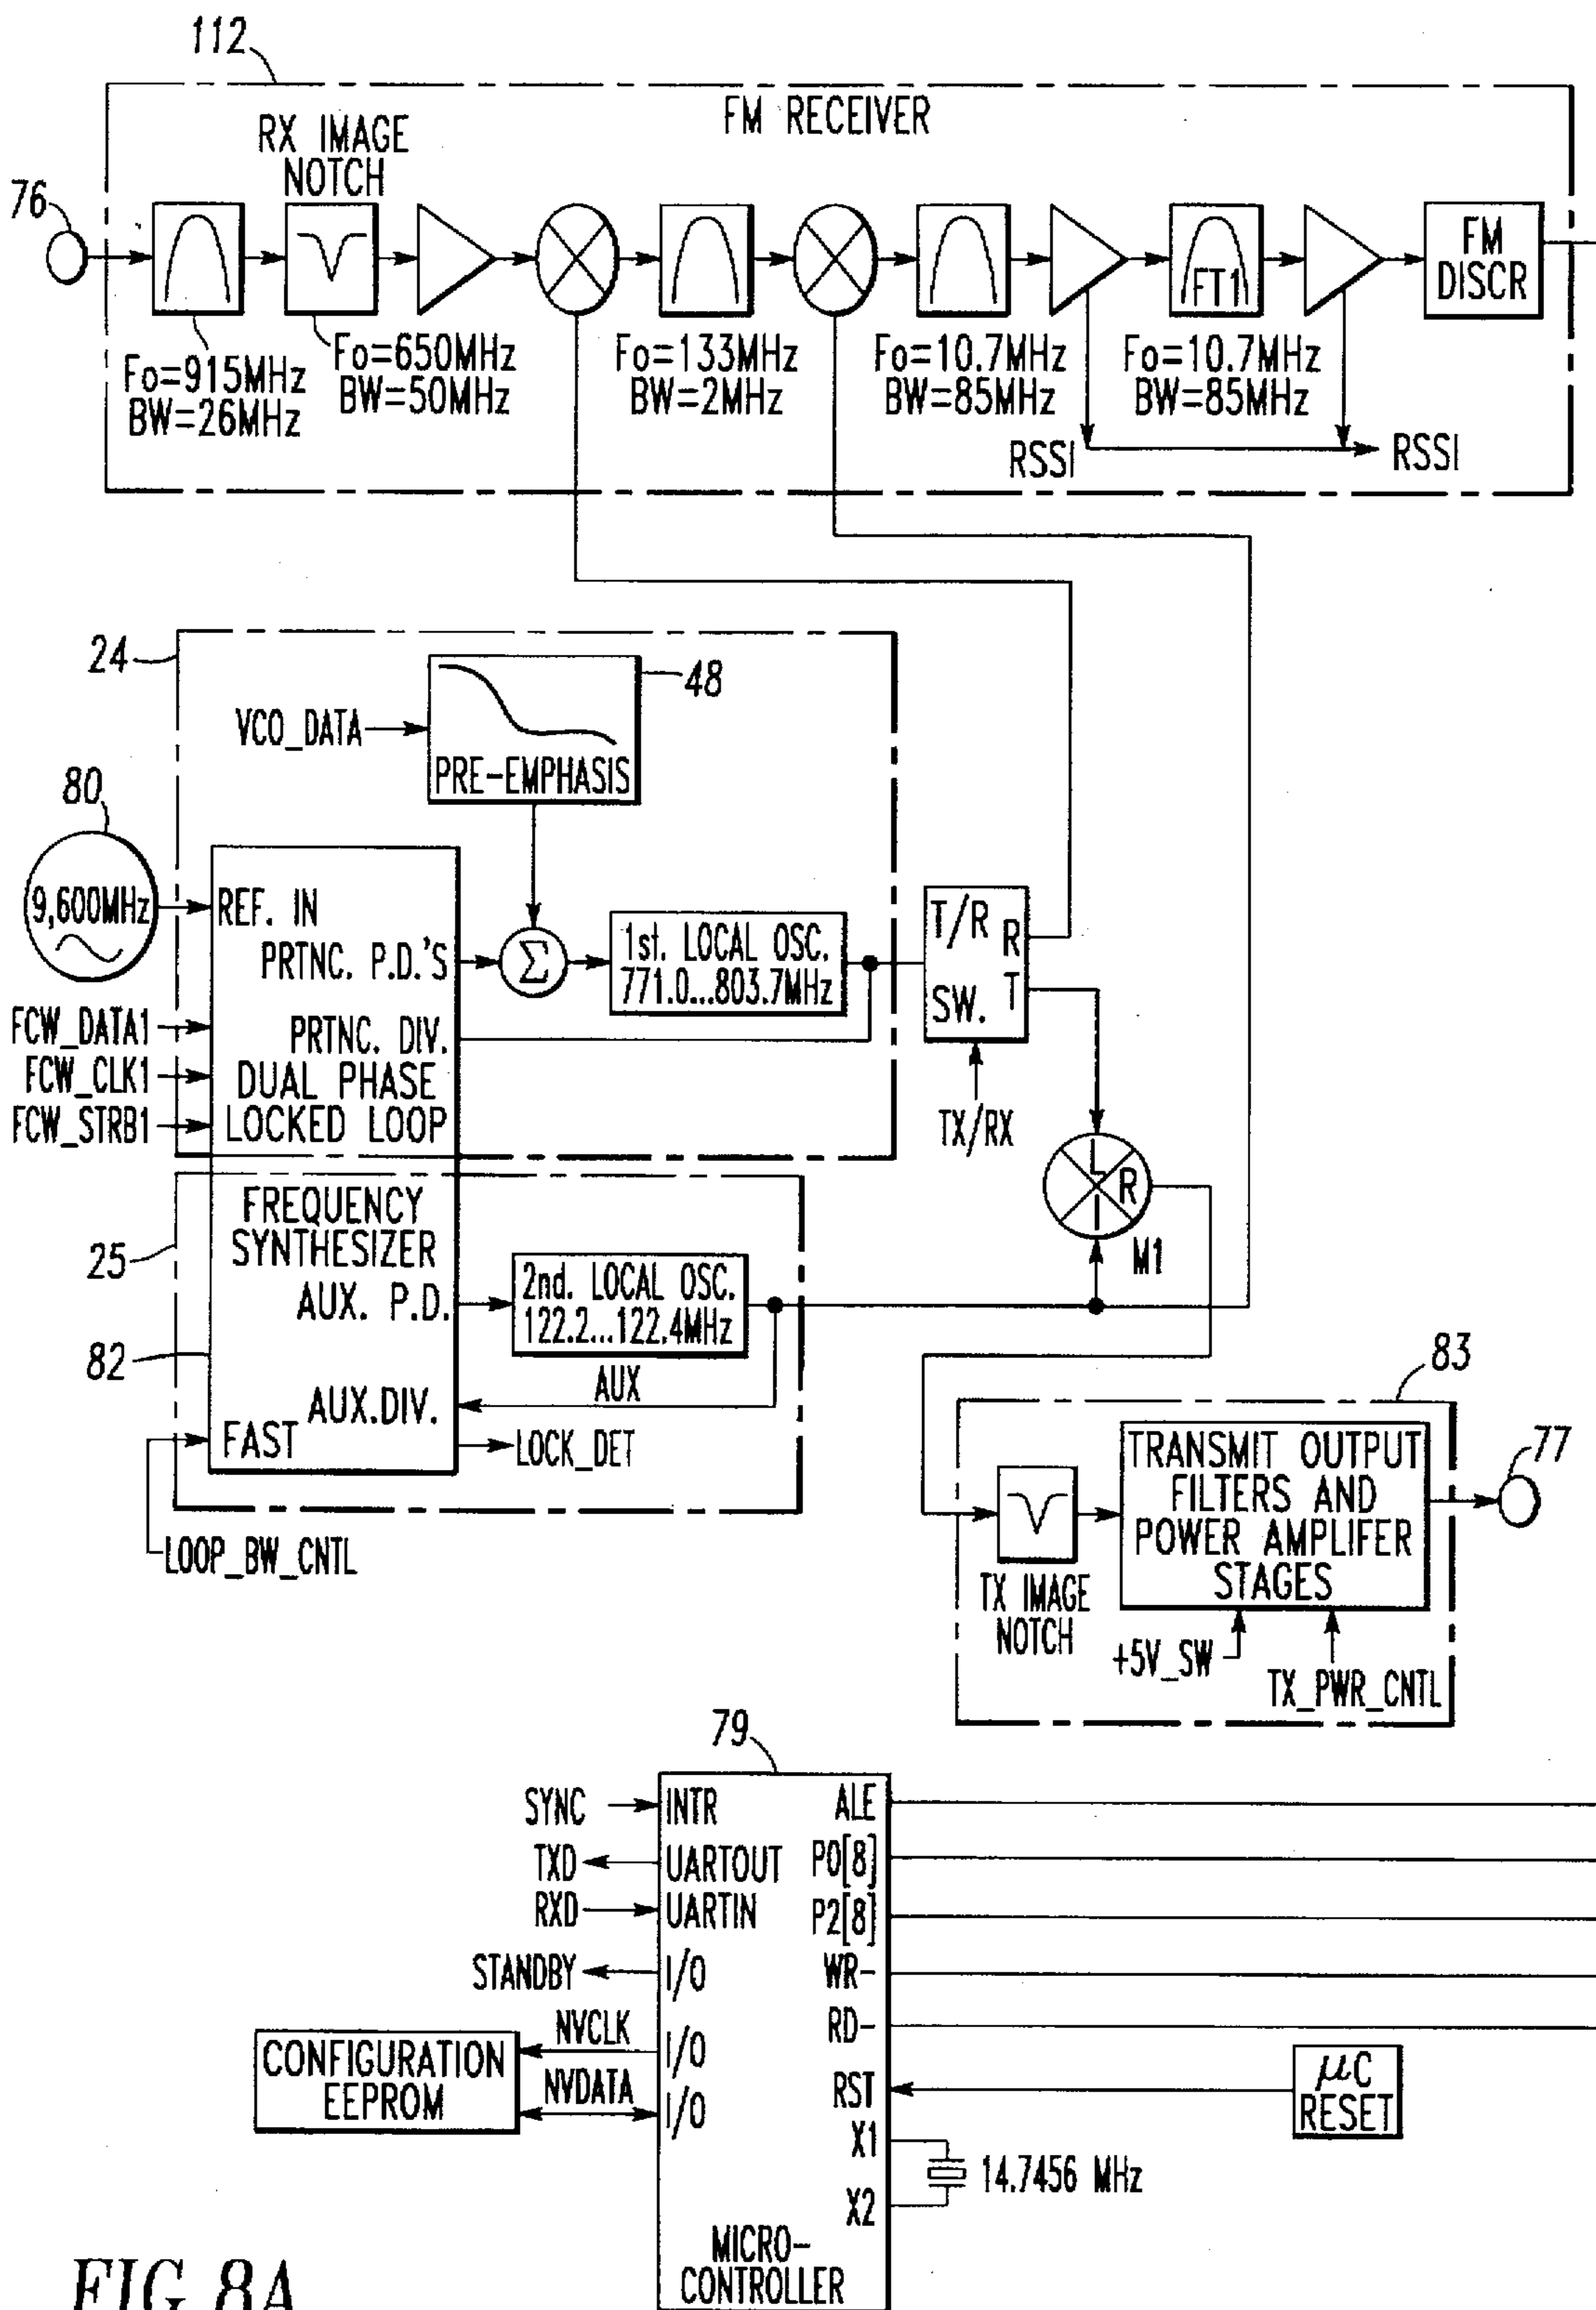 112
FM RECEIVER
RX IMAGE
NOTCH
76
FT1
FM
DISCR
Fo=915MHz
BW=26MHz
Fo=650MHz
BW=50MHz
Fo=133MHz
BW=2MHz
Fo=10.7MHz
BW=85MHz
Fo=10.7MHz
BW=85MHz
RSSI
RSSI
24
48
VCO_DATA
PRE-EMPHASIS
80
9,600MHz
REF. IN
PRTNC. P.D.'S
Σ
1st. LOCAL OSC.
771.0...803.7MHz
T/R R
T
SW.
FCW_DATA1
PRTNC. DIV.
FCW_CLK1
DUAL PHASE
FCW_STRB1
LOCKED LOOP
TX/RX
L
R
I
M1
25
FREQUENCY
SYNTHESIZER
AUX. P.D.
2nd. LOCAL OSC.
122.2...122.4MHz
82
AUX
AUX.DIV.
FAST
LOCK_DET
LOOP_BW_CNTL
83
TRANSMIT OUTPUT
FILTERS AND
POWER AMPLIFER
STAGES
77
TX IMAGE
NOTCH
+5V_SW
TX_PWR_CNTL
79
SYNC
INTR
ALE
TXD
UARTOUT
P0[8]
RXD
UARTIN
P2[8]
STANDBY
I/O
WR-
NVCLK
I/O
RD-
CONFIGURATION
EEPROM
NVDATA
I/O
RST
μC
RESET
X1
14.7456 MHz
X2
MICRO-
CONTROLLER
FIG.8A